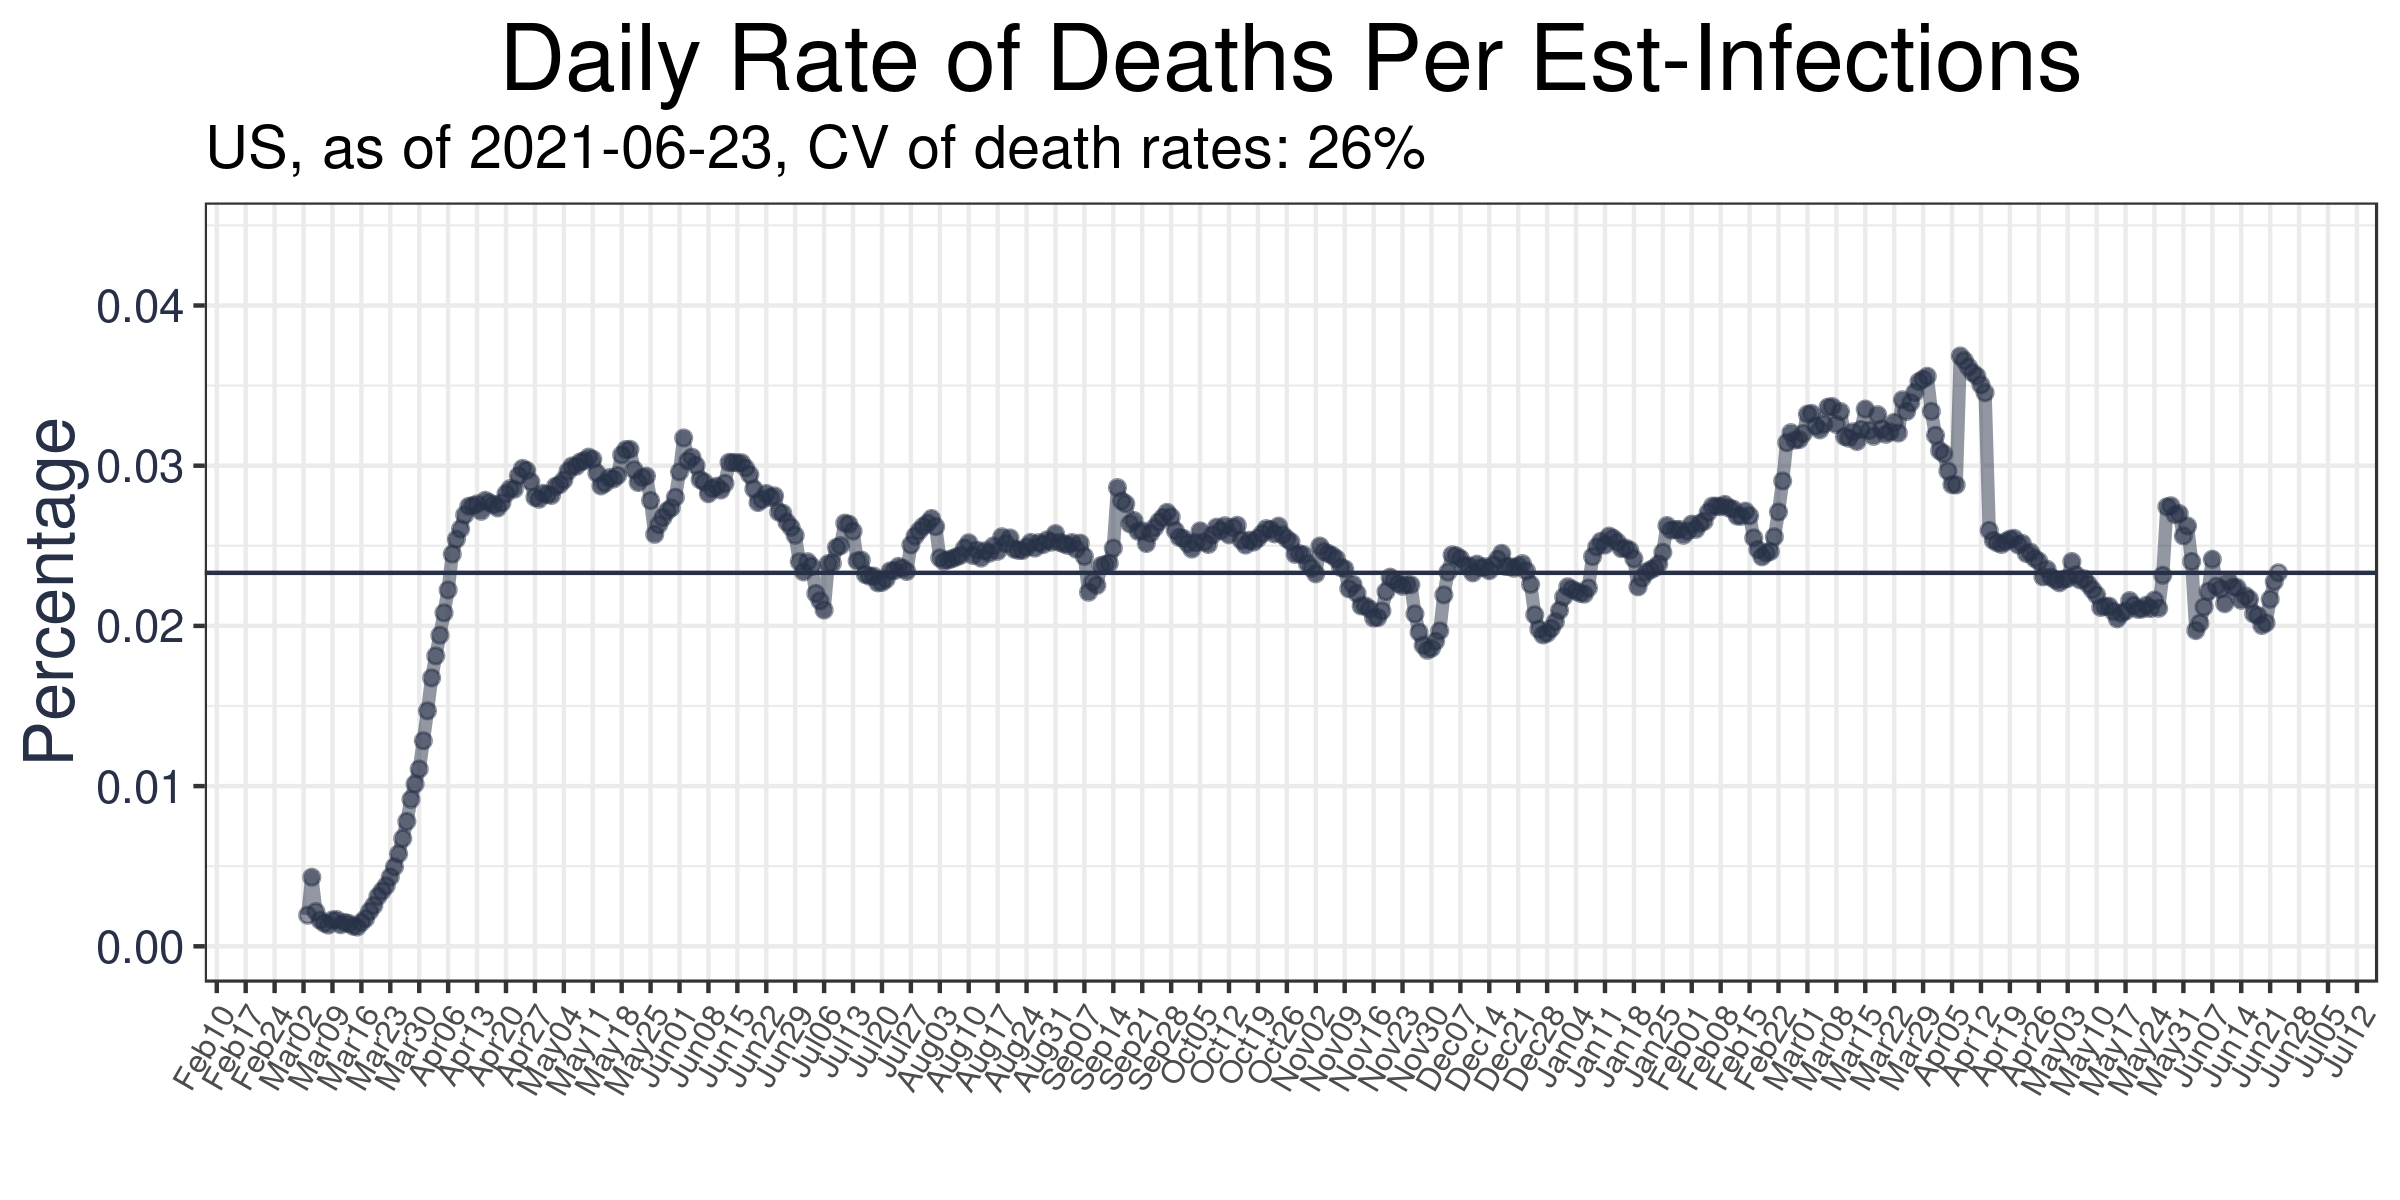 Daily Rate of Deaths Per Est-Infections
US, as of 2021-06-23, CV of death rates: 26%
Percentage
0.04
0.03
0.02
0.01
0.00
Feb10
Feb17
Feb24
Mar02
Mar09
Mar16
Mar23
Mar30
Apr06
Apr13
Apr20
Apr27
May04
May11
May18
May25
Jun01
Jun08
Jun15
Jun22
Jun29
Jul06
Jul13
Jul20
Jul27
Aug03
Aug10
Aug17
Aug24
Aug31
Sep07
Sep14
Sep21
Sep28
Oct05
Oct12
Oct19
Oct26
Nov02
Nov09
Nov16
Nov23
Nov30
Dec07
Dec14
Dec21
Dec28
Jan04
Jan11
Jan18
Jan25
Feb01
Feb08
Feb15
Feb22
Mar01
Mar08
Mar15
Mar22
Mar29
Apr05
Apr12
Apr19
Apr26
May03
May10
May17
May24
May31
Jun07
Jun14
Jun21
Jun28
Jul05
Jul12